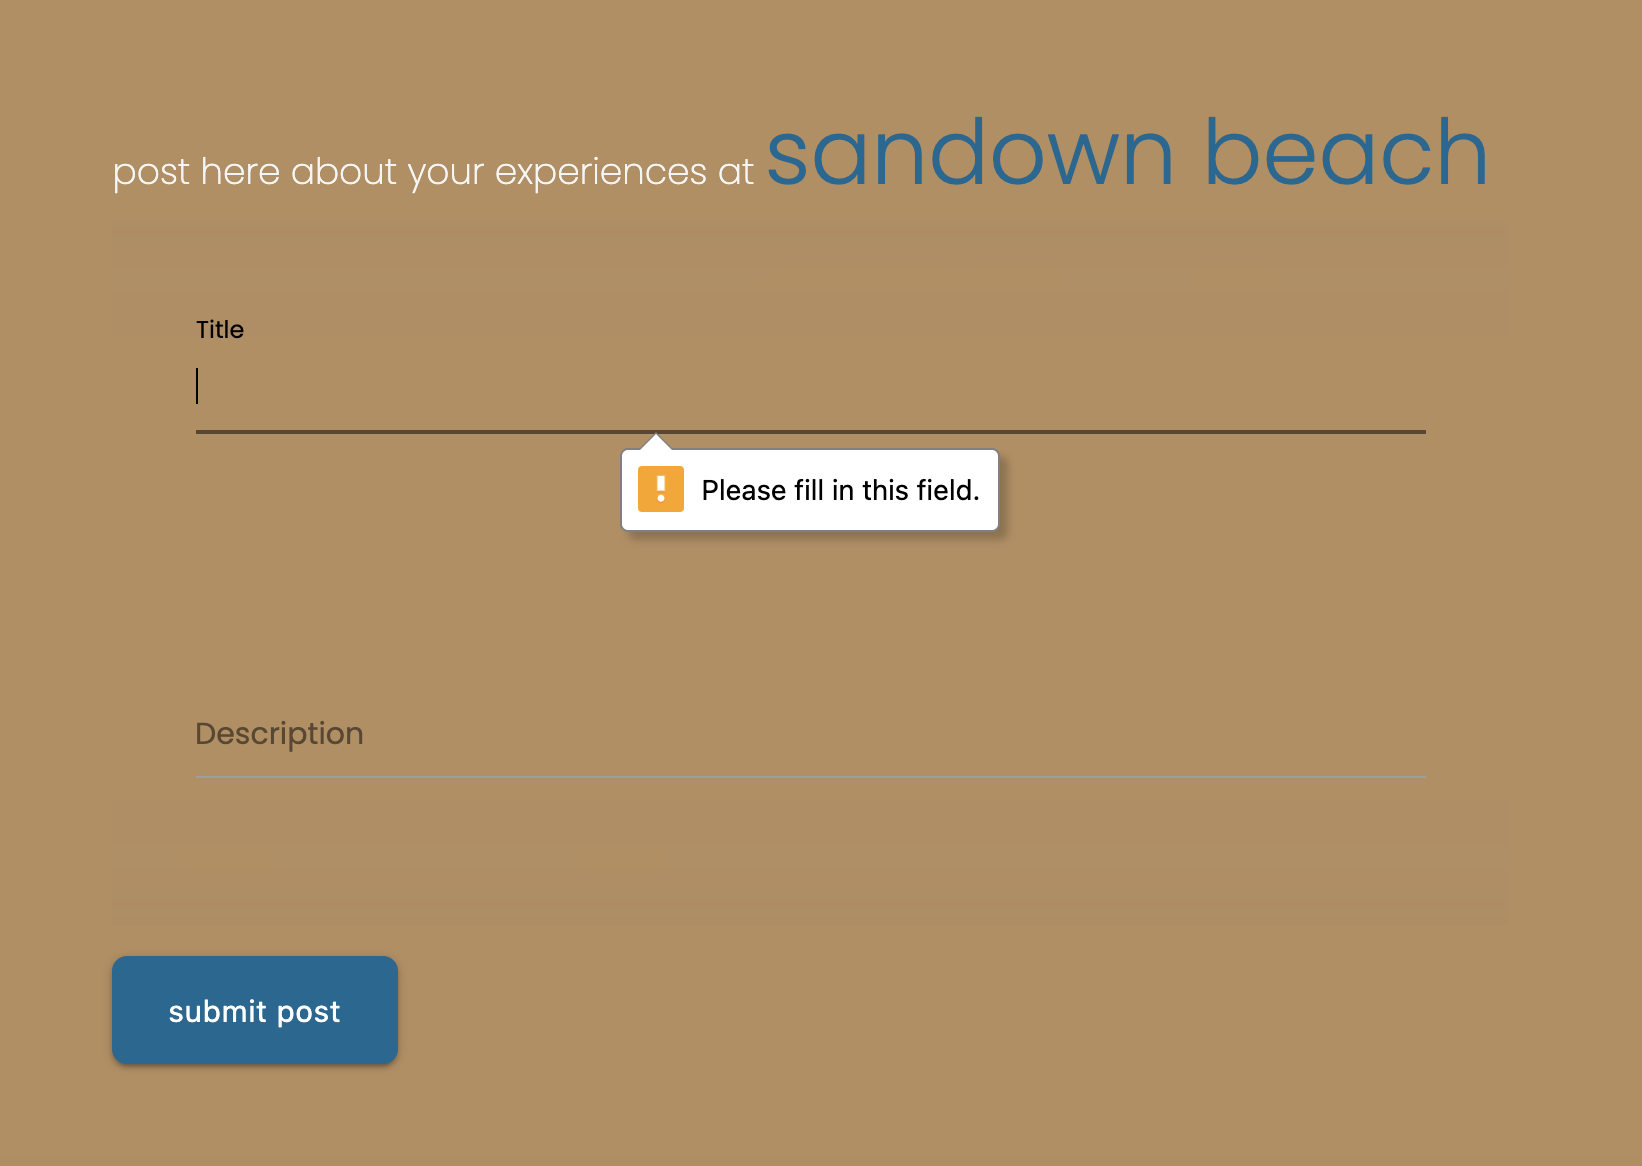 post here about your experiences at sandown beach
Title
Please fill in this field.
Description
submit post